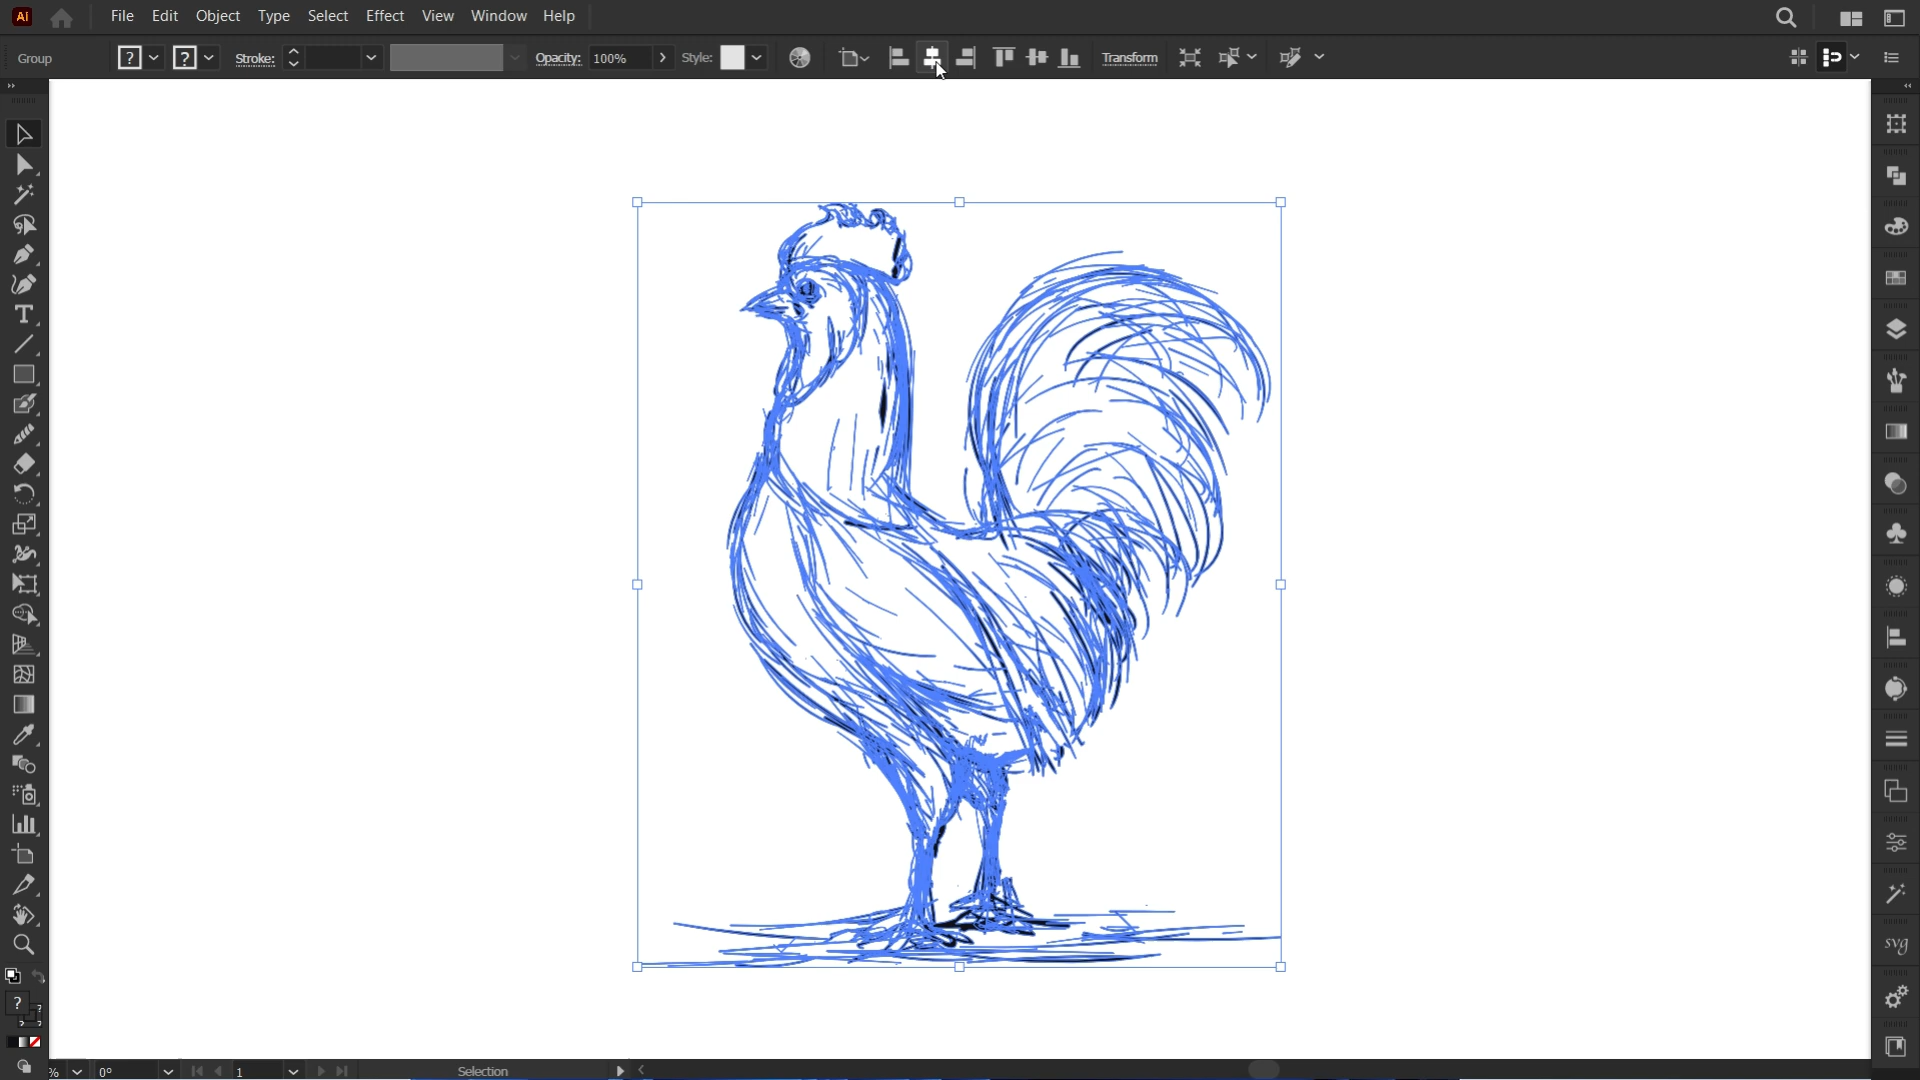 Ai File Edit Object Type Select Effect View Window Help
Group ? ? Stroke: Opacity: 100% Style: Transform
T
svg
?
? ?
% 0° 1 Selection